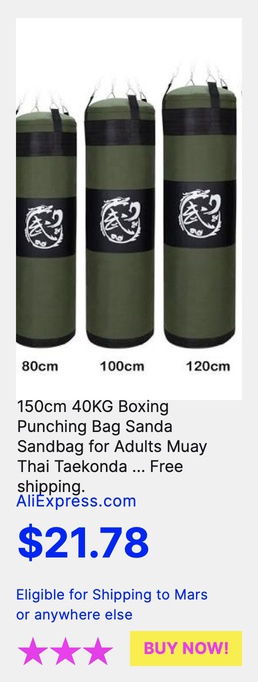 80cm 100cm 120cm
150cm 40KG Boxing
Punching Bag Sanda
Sandbag for Adults Muay
Thai Taekonda ... Free
shipping.
AliExpress.com
$21.78
Eligible for Shipping to Mars
or anywhere else
BUY NOW!